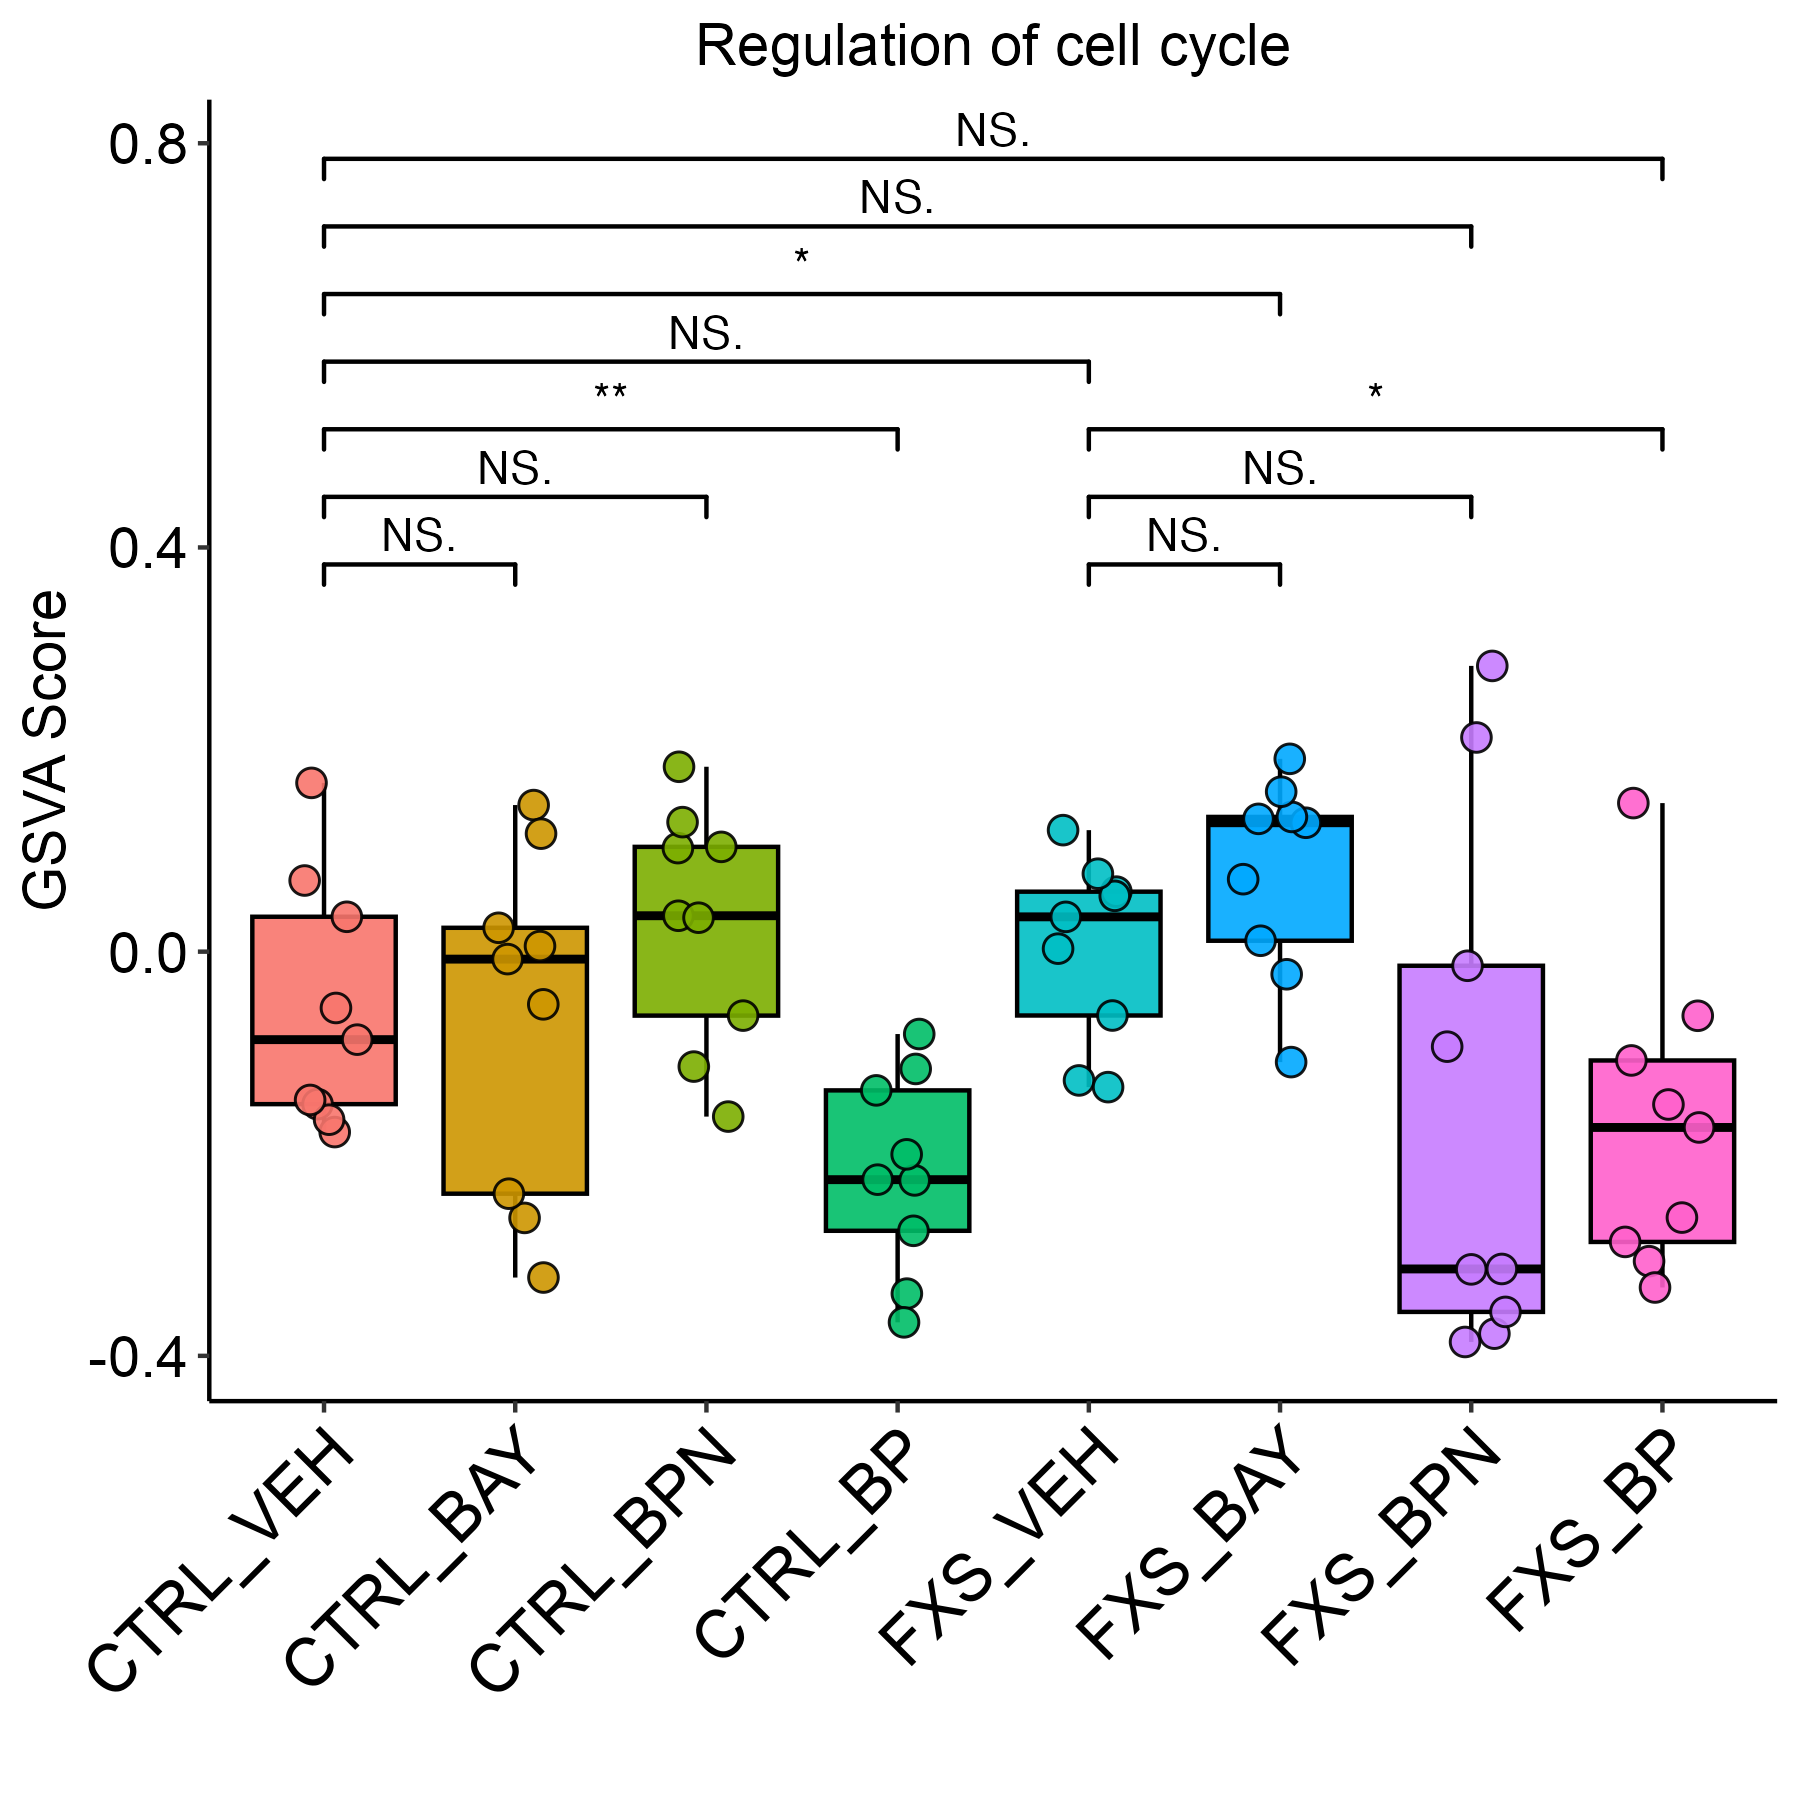 Regulation of cell cycle
GSVA Score
0.8
0.4
0.0
-0.4
NS.
NS.
*
NS.
** *
NS. NS.
NS. NS.
CTRL_VEH
CTRL_BAY
CTRL_BPN
CTRL_BP
FXS_VEH
FXS_BAY
FXS_BPN
FXS_BP